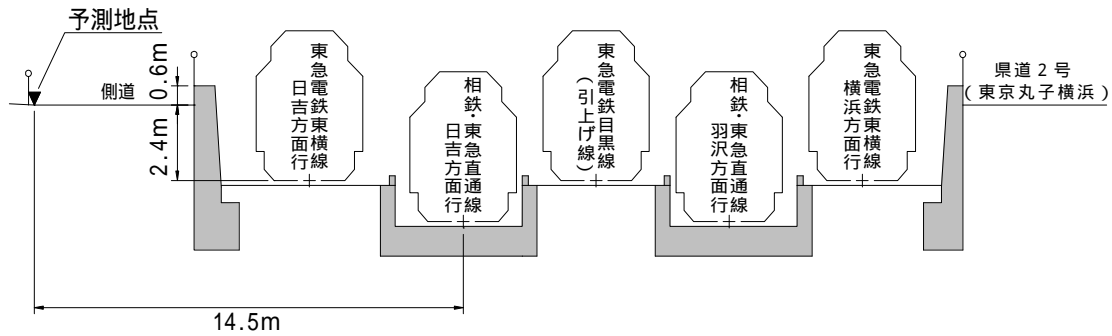 予測地点
0.6m
側道
2.4m
東急電鉄東横線
日吉方面行
相鉄・東急直通線
日吉方面行
東急電鉄目黒線
(引上げ線)
相鉄・東急直通線
羽沢方面行
東急電鉄東横線
横浜方面行
県道2号
(東京丸子横浜)
14.5m